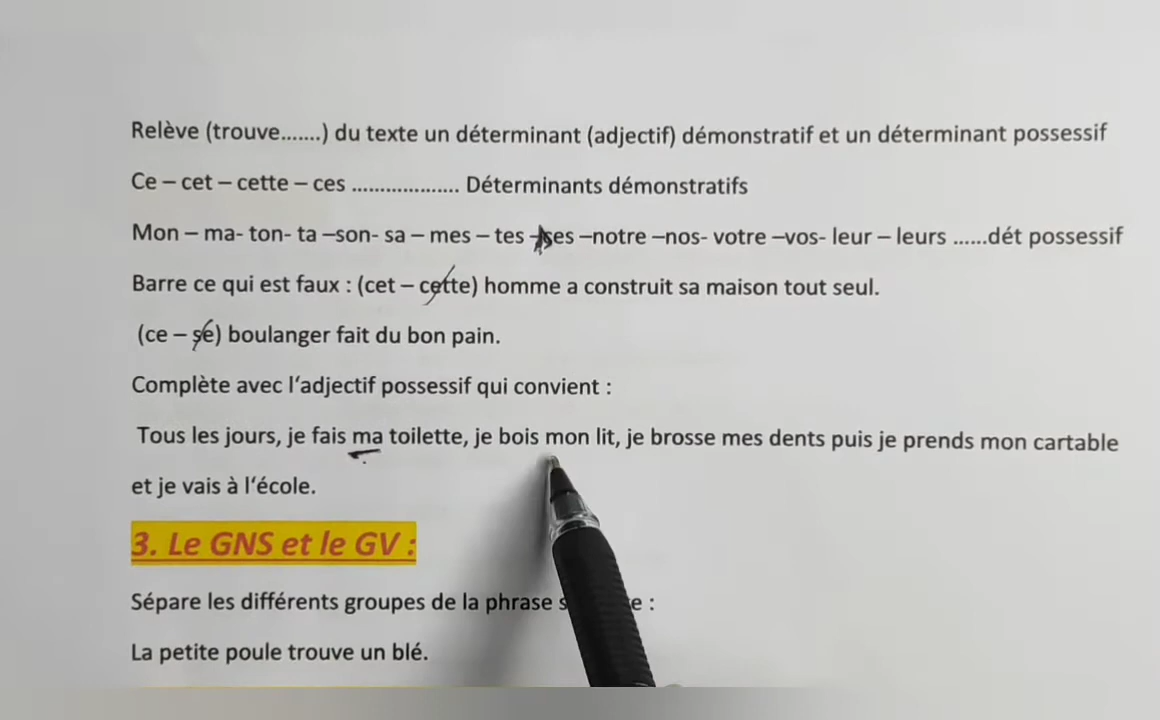 Relève (trouve.......) du texte un déterminant (adjectif) démonstratif et un déterminant possessif
Ce – cet – cette – ces ................... Déterminants démonstratifs
Mon – ma- ton- ta –son- sa – mes – tes –ses –notre –nos- votre –vos- leur – leurs ......dét possessif
Barre ce qui est faux : (cet – cette) homme a construit sa maison tout seul.
(ce – se) boulanger fait du bon pain.
Complète avec l'adjectif possessif qui convient :
Tous les jours, je fais ma toilette, je bois mon lit, je brosse mes dents puis je prends mon cartable
et je vais à l'école.
3. Le GNS et le GV :
Sépare les différents groupes de la phrase :
La petite poule trouve un blé.